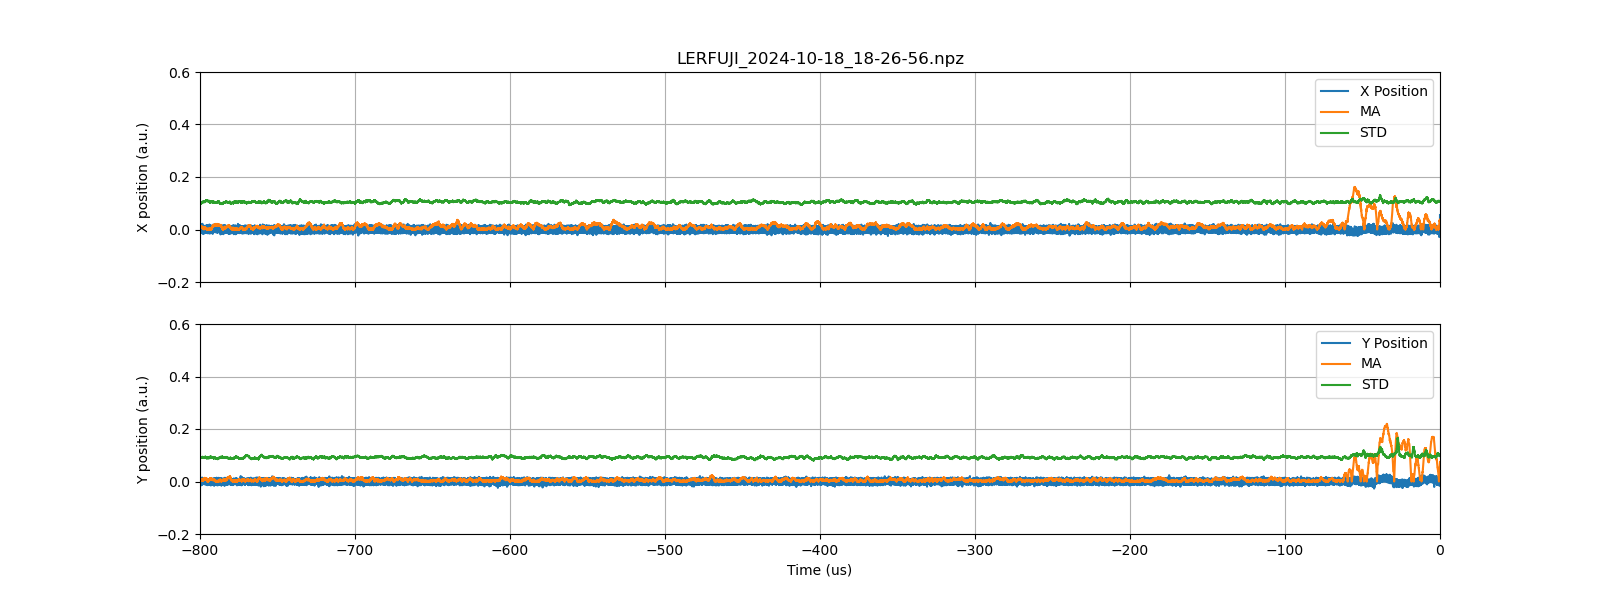 LERFUJI_2024-10-18_18-26-56.npz
0.6
0.4
0.2
0.0
−0.2
X position (a.u.)
X Position
MA
STD
0.6
0.4
0.2
0.0
−0.2
Y position (a.u.)
Y Position
MA
STD
−800 −700 −600 −500 −400 −300 −200 −100 0
Time (us)